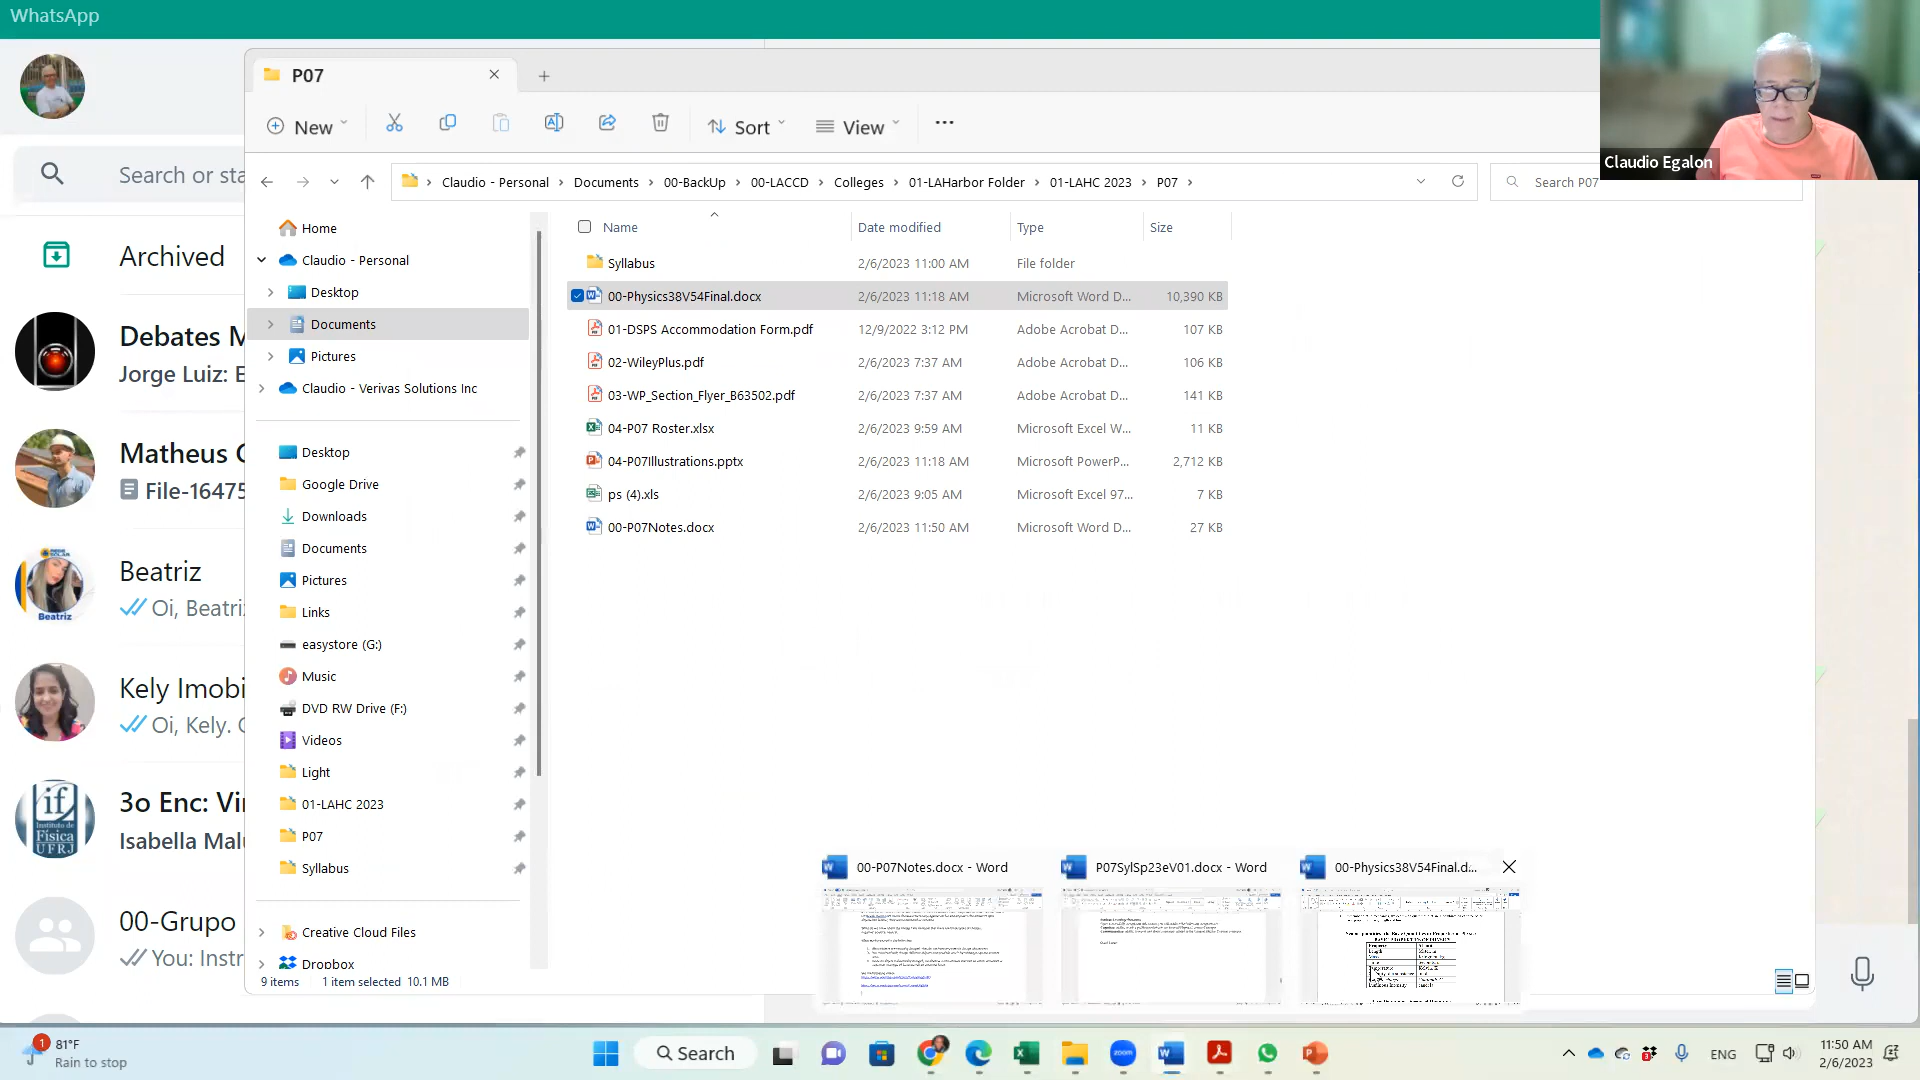 WhatsApp
P07
New
Sort
View
Claudio - Personal
Documents
00-BackUp
00-LACCD
Colleges
01-LAHarbor Folder
01-LAHC 2023
P07
Search P07
Claudio Egalon
Search or sta
Archived
Debates M
Jorge Luiz: E
Matheus C
File-16475
Beatriz
Oi, Beatri
Kely Imobi
Oi, Kely. C
3o Enc: Vi
Isabella Mal
00-Grupo
You: Instr
Home
Claudio - Personal
Desktop
Documents
Pictures
Claudio - Verivas Solutions Inc
Desktop
Google Drive
Downloads
Documents
Pictures
Links
easystore (G:)
Music
DVD RW Drive (F:)
Videos
Light
01-LAHC 2023
P07
Syllabus
Creative Cloud Files
Dropbox
9 items 1 item selected 10.1 MB
Name Date modified Type Size
Syllabus 2/6/2023 11:00 AM File folder
00-Physics38V54Final.docx 2/6/2023 11:18 AM Microsoft Word D... 10,390 KB
01-DSPS Accommodation Form.pdf 12/9/2022 3:12 PM Adobe Acrobat D... 107 KB
02-WileyPlus.pdf 2/6/2023 7:37 AM Adobe Acrobat D... 106 KB
03-WP_Section_Flyer_B63502.pdf 2/6/2023 7:37 AM Adobe Acrobat D... 141 KB
04-P07 Roster.xlsx 2/6/2023 9:59 AM Microsoft Excel W... 11 KB
04-P07Illustrations.pptx 2/6/2023 11:18 AM Microsoft PowerP... 2,712 KB
ps (4).xls 2/6/2023 9:05 AM Microsoft Excel 97... 7 KB
00-P07Notes.docx 2/6/2023 11:50 AM Microsoft Word D... 27 KB
00-P07Notes.docx - Word
P07SylSp23eV01.docx - Word
00-Physics38V54Final.d...
1
81°F
Rain to stop
Search
zoom
ENG
11:50 AM
2/6/2023